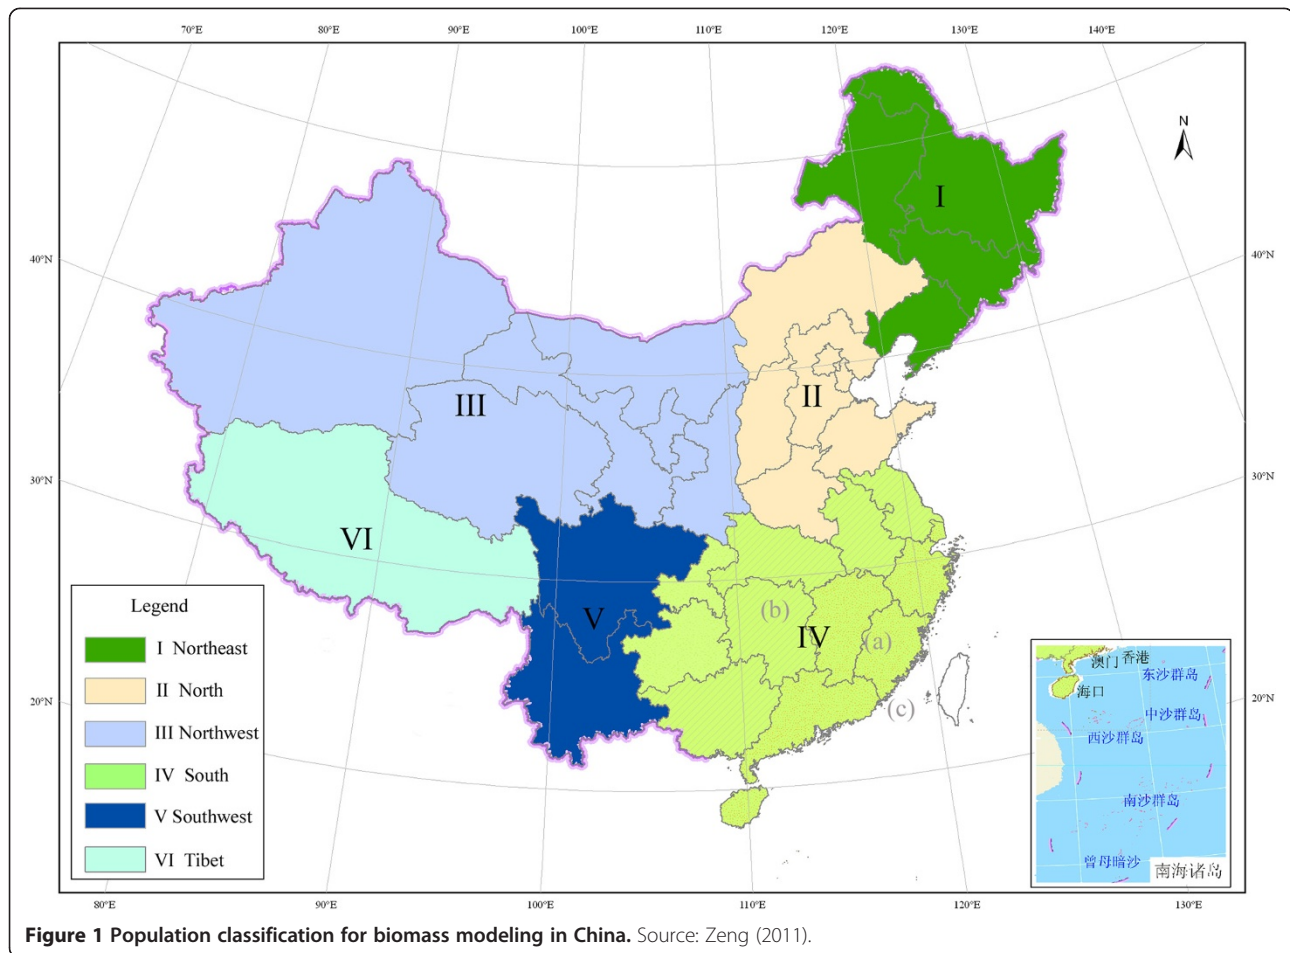 70°E 80°E 90°E 100°E 110°E 120°E 130°E 140°E
N
I
40°N 40°N
II
III
30°N 30°N
VI
Legend
I Northeast
II North
III Northwest
IV South
V Southwest
VI Tibet
V
(b)
IV
(a)
(c)
20°N 20°N
澳门 香港
海口
东沙群岛
中沙群岛
西沙群岛
南沙群岛
曾母暗沙
南海诸岛
80°E 90°E 100°E 110°E 120°E 130°E
Figure 1 Population classification for biomass modeling in China. Source: Zeng (2011).